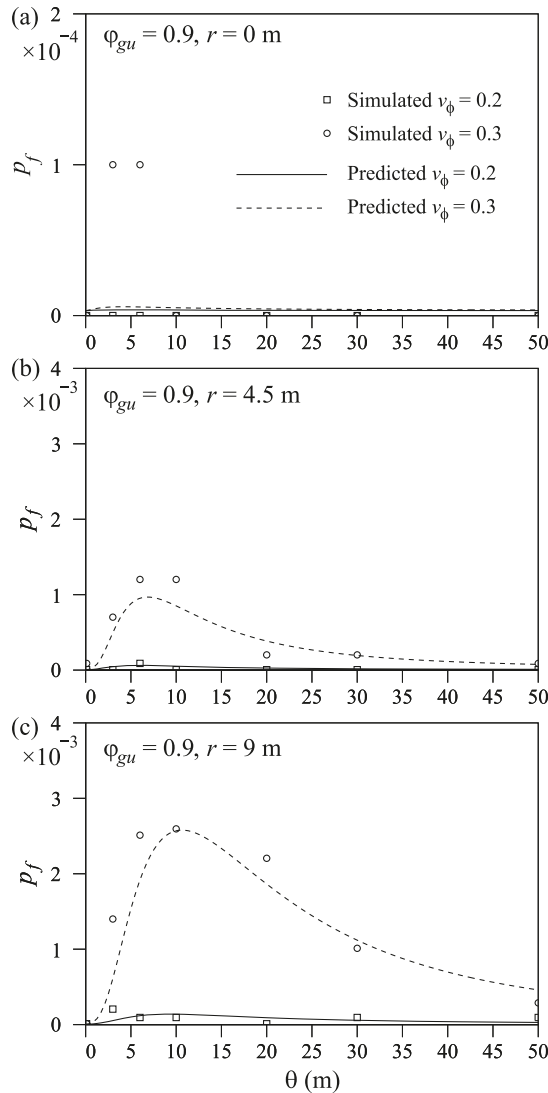 (a)
2
×10⁻⁴
φgu = 0.9, r = 0 m
Simulated vϕ = 0.2
Simulated vϕ = 0.3
Predicted vϕ = 0.2
Predicted vϕ = 0.3
1
pf
0
0 5 10 15 20 25 30 35 40 45 50
(b)
4
×10⁻³
φgu = 0.9, r = 4.5 m
3
2
pf
1
0
0 5 10 15 20 25 30 35 40 45 50
(c)
4
×10⁻³
φgu = 0.9, r = 9 m
3
2
pf
1
0
0 5 10 15 20 25 30 35 40 45 50
θ (m)